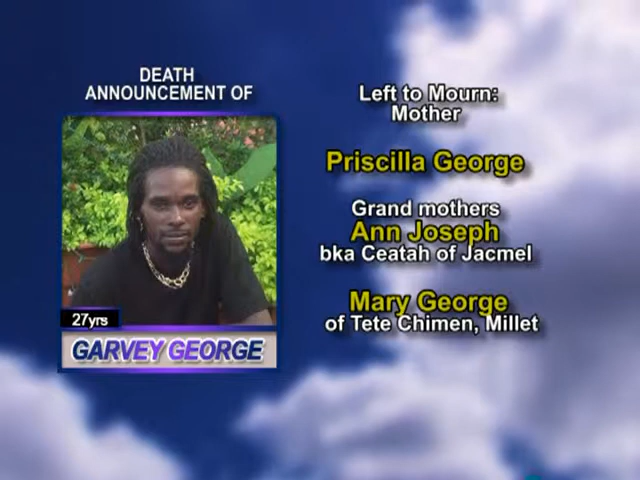 DEATH
ANNOUNCEMENT OF
27yrs
GARVEY GEORGE
Left to Mourn:
Mother
Priscilla George
Grand mothers
Ann Joseph
bka Ceatah of Jacmel
Mary George
of Tete Chimen, Millet